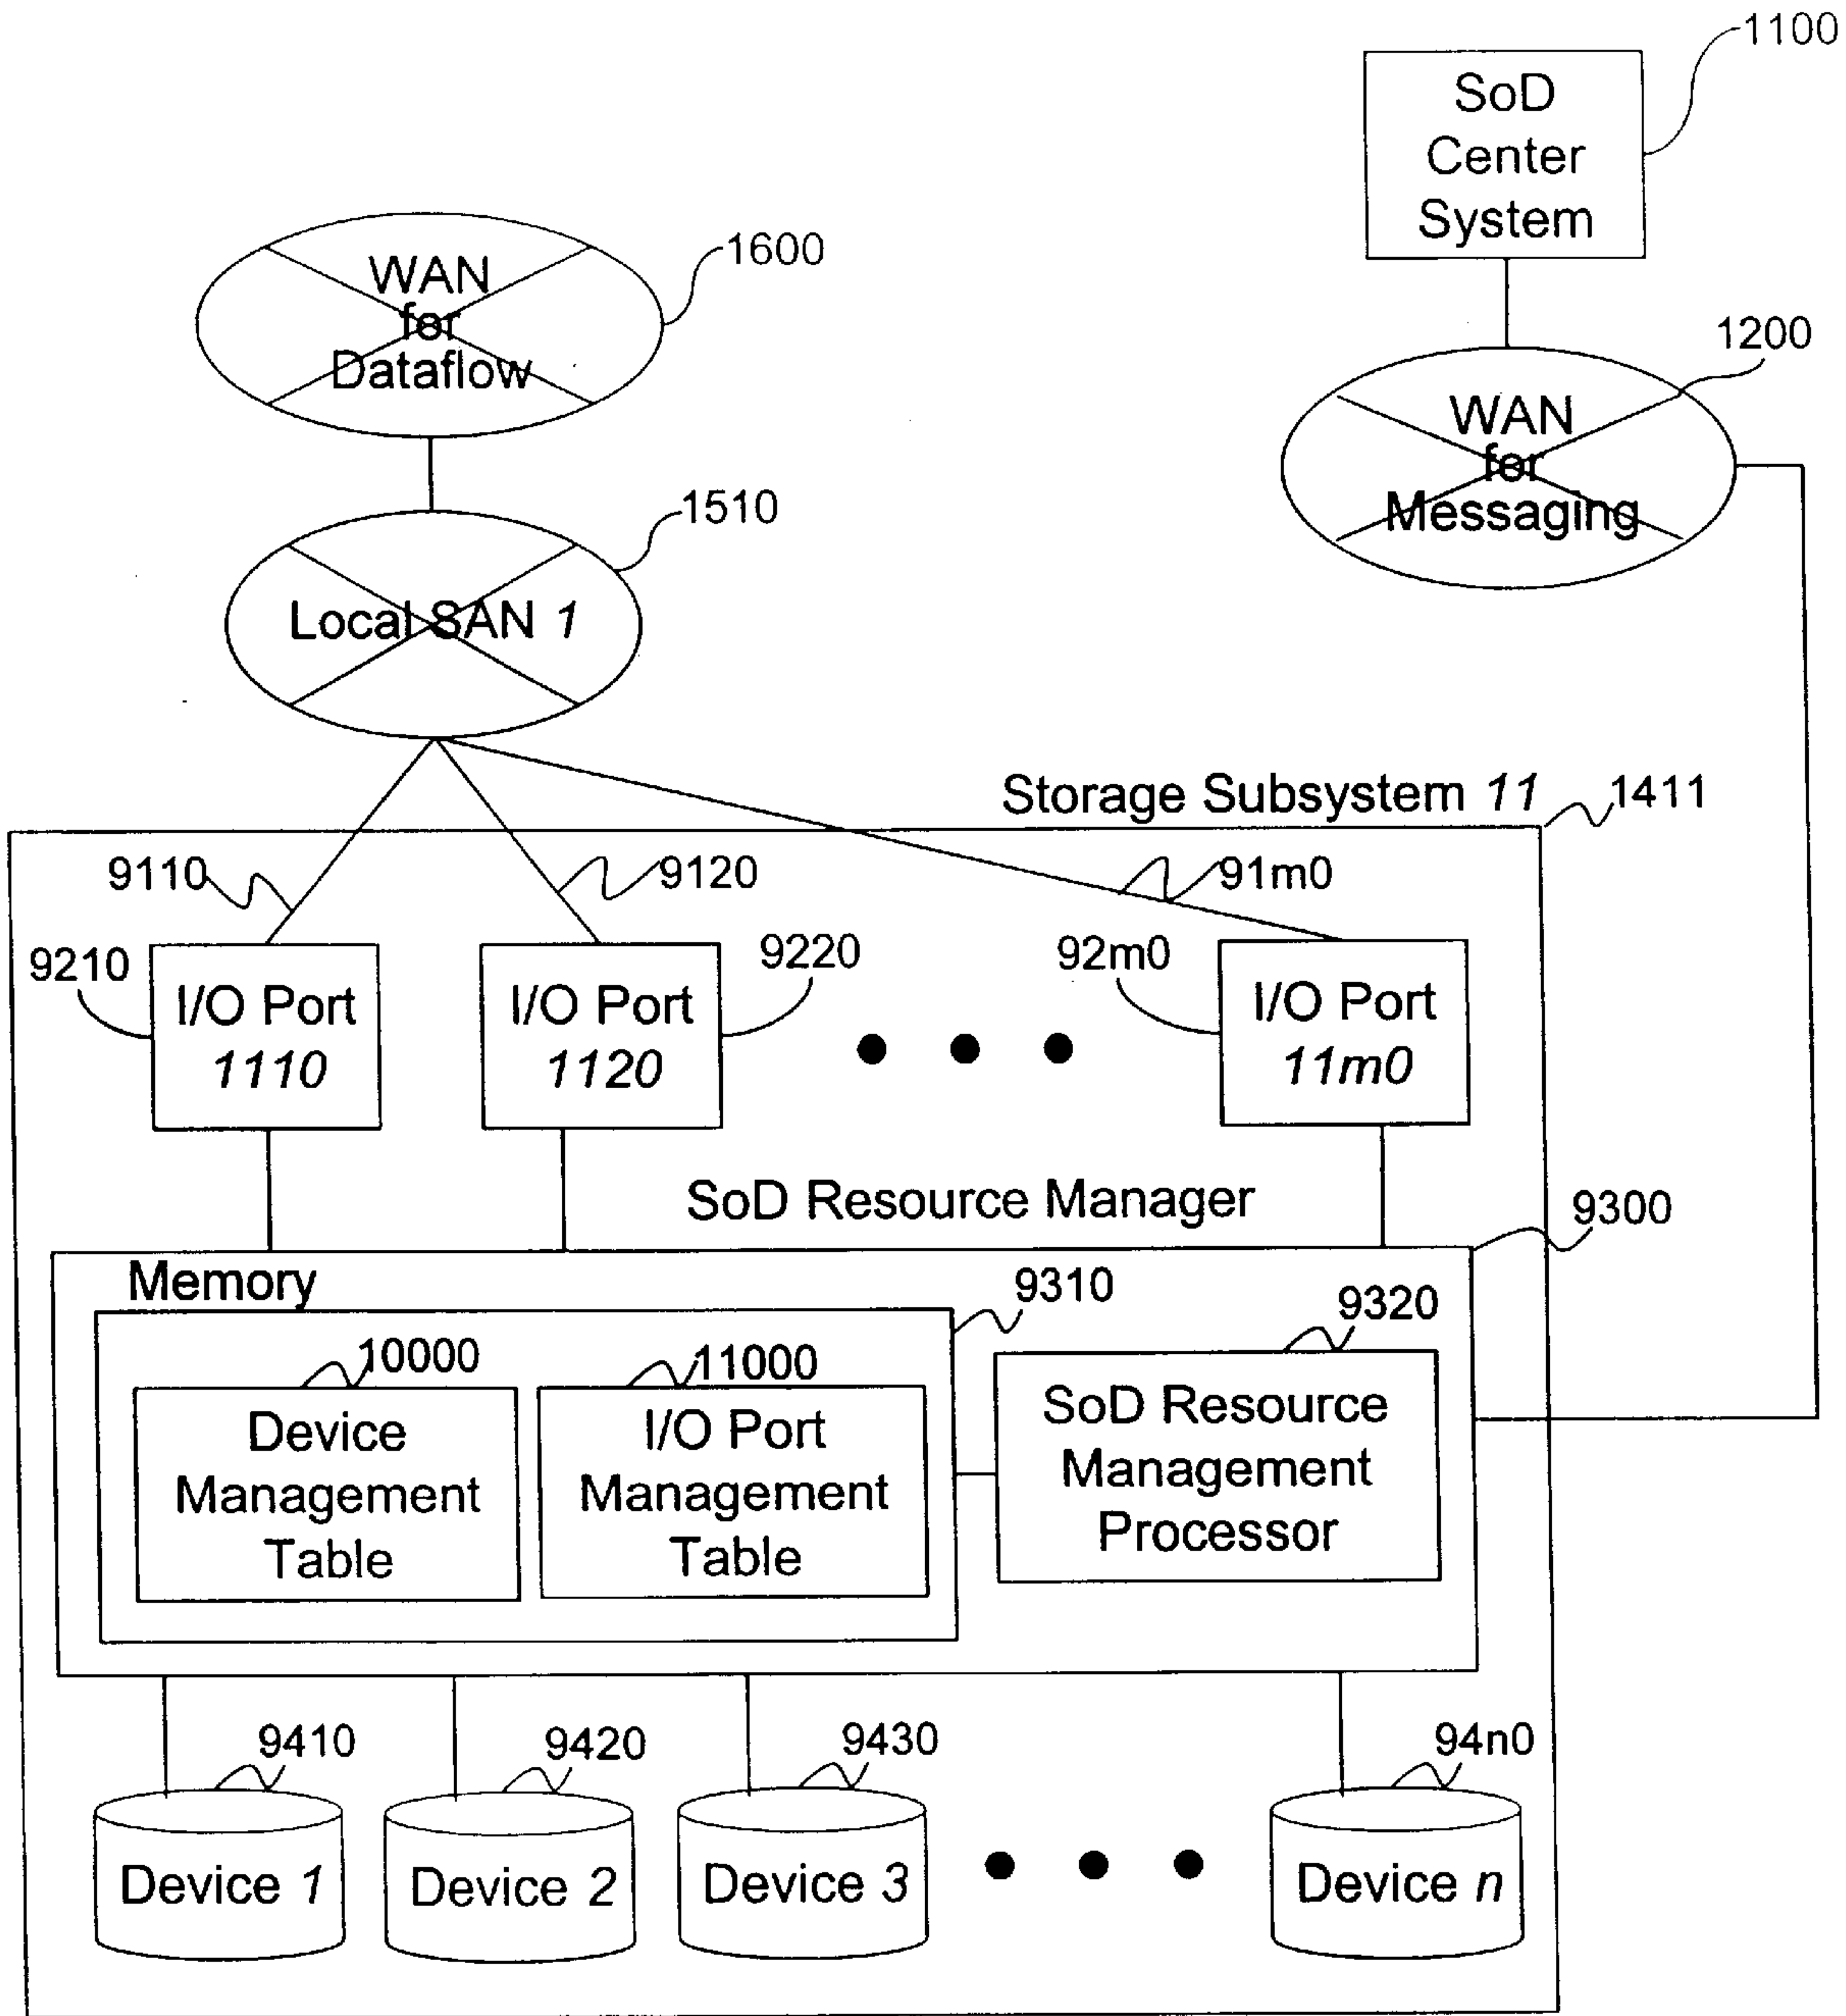 1100
SoD
Center
System
1600
WAN
for
Dataflow
1200
WAN
for
Messaging
1510
Local SAN 1
Storage Subsystem 11
1411
9110
9120
91m0
9210
9220
92m0
I/O Port
1110
I/O Port
1120
I/O Port
11m0
SoD Resource Manager
9300
Memory
9310
9320
10000
11000
Device
Management
Table
I/O Port
Management
Table
SoD Resource
Management
Processor
9410
9420
9430
94n0
Device 1
Device 2
Device 3
Device n